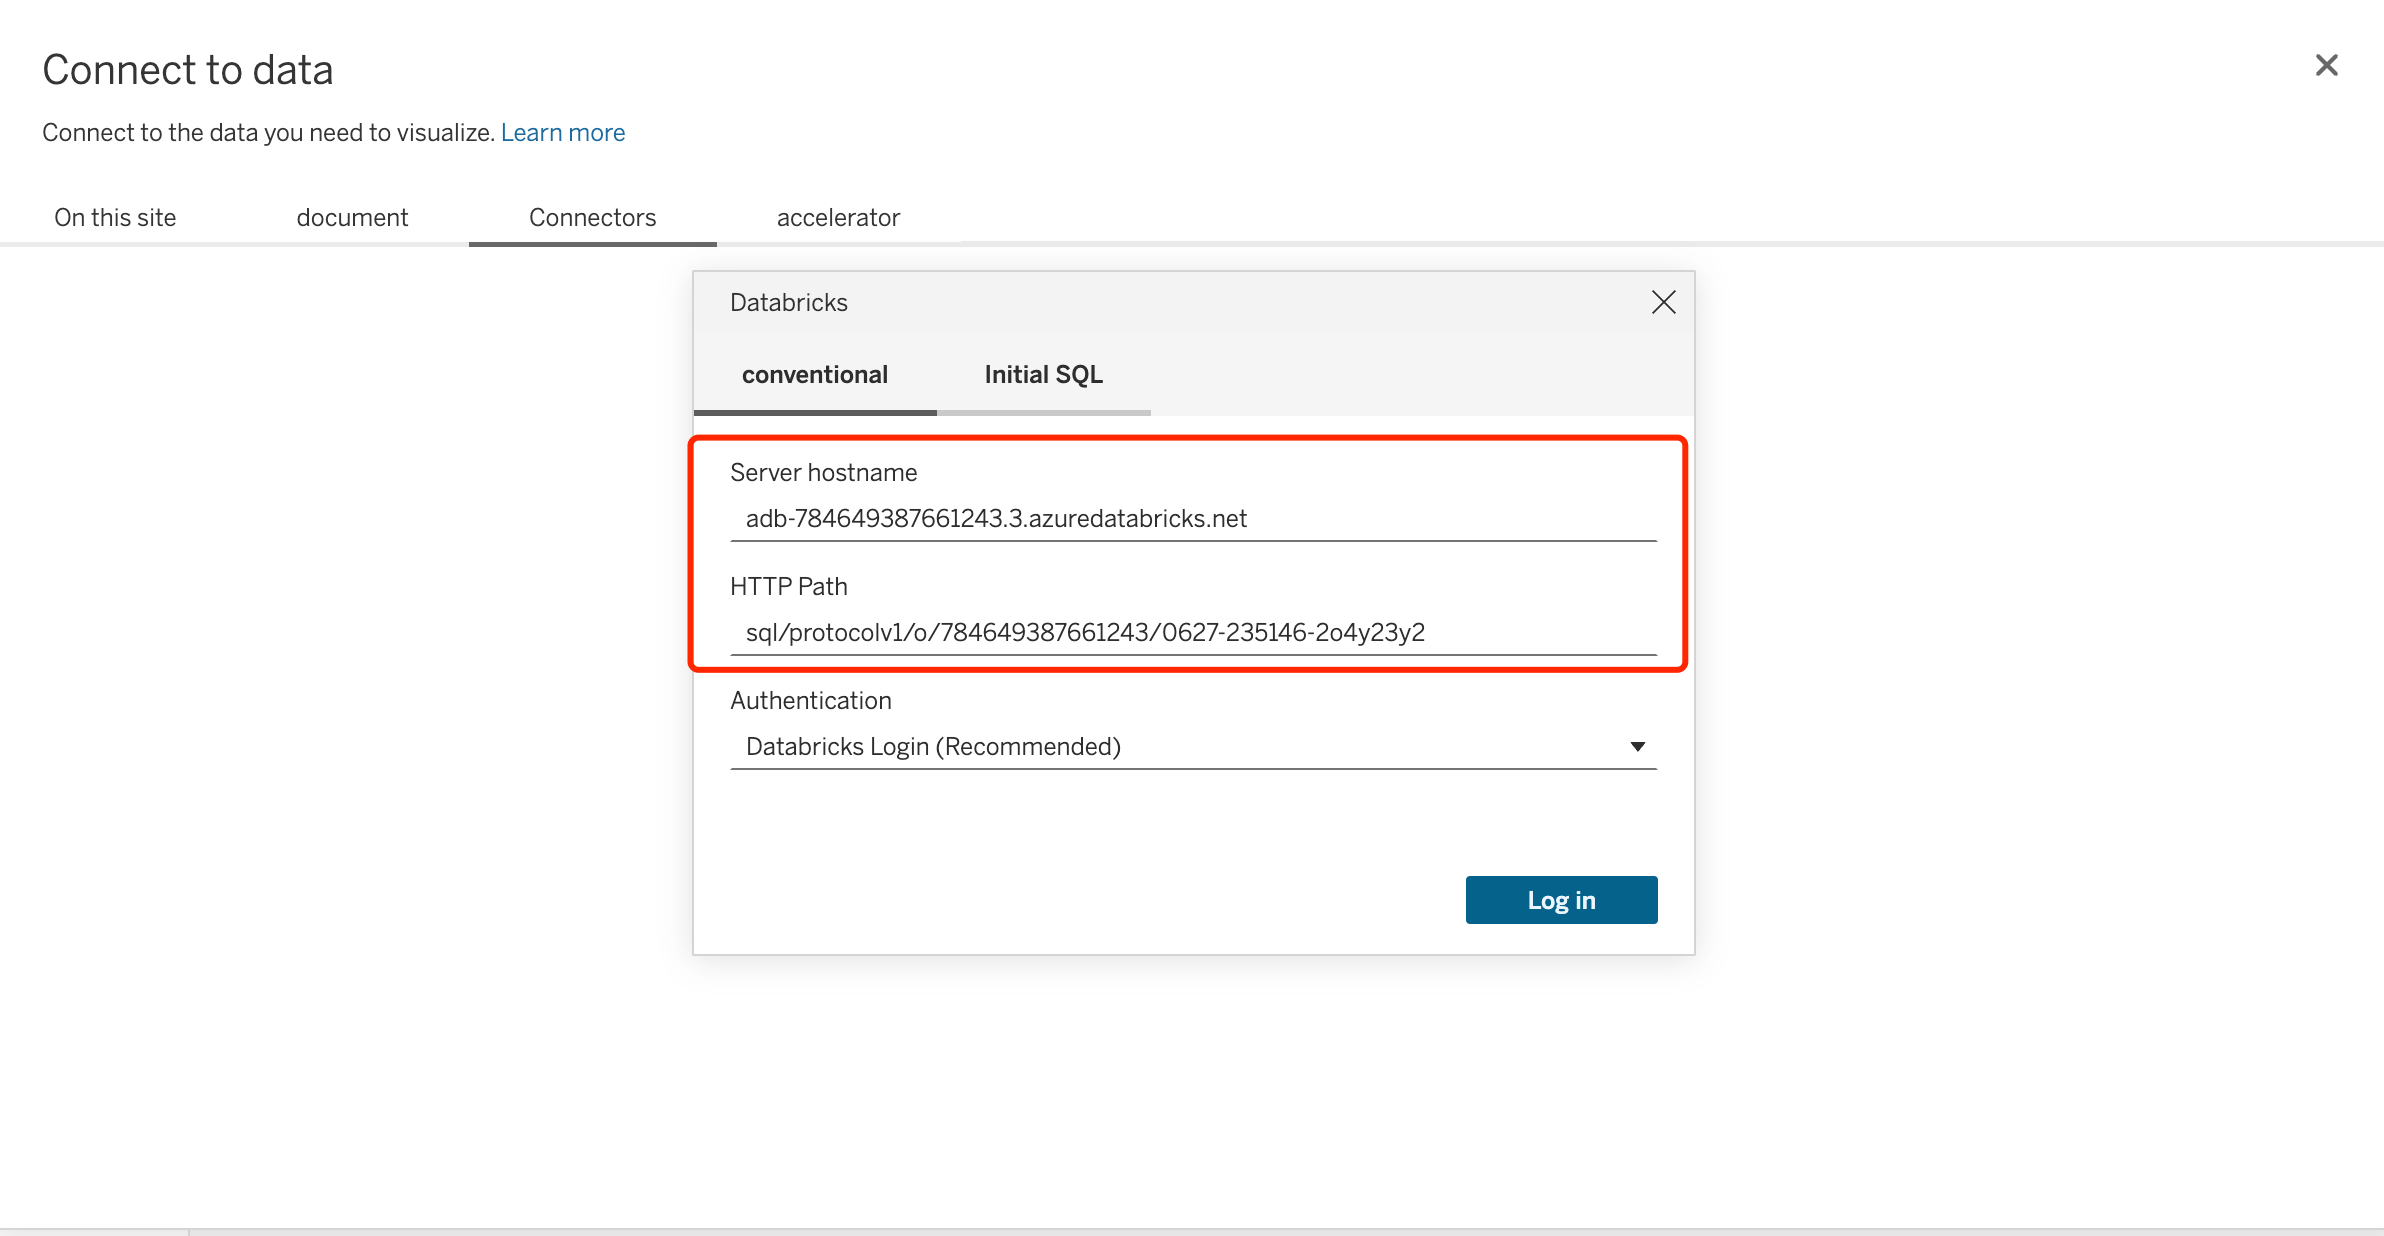 Connect to data
Connect to the data you need to visualize. Learn more
On this site
document
Connectors
accelerator
Databricks
conventional
Initial SQL
Server hostname
adb-784649387661243.3.azuredatabricks.net
HTTP Path
sql/protocolv1/o/784649387661243/0627-235146-2o4y23y2
Authentication
Databricks Login (Recommended)
Log in